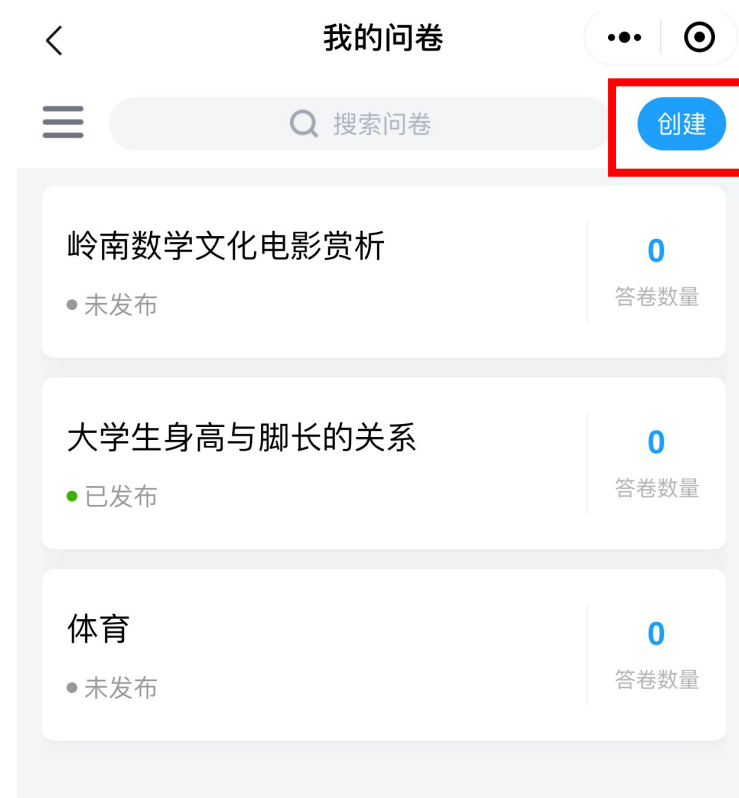 我的问卷
搜索问卷
创建
岭南数学文化电影赏析
0
未发布
答卷数量
大学生身高与脚长的关系
0
已发布
答卷数量
体育
0
未发布
答卷数量